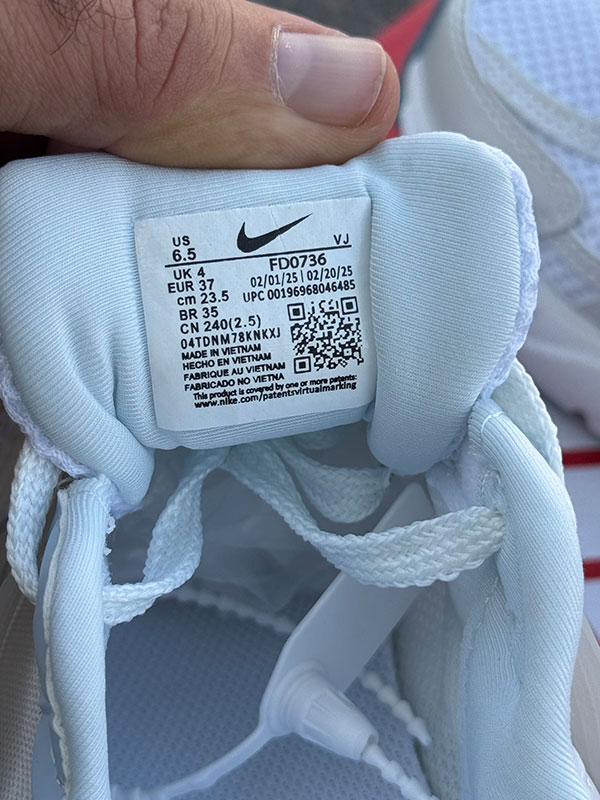 US VJ
6.5 FD0736
UK 4 02/01/25 | 02/20/25
EUR 37 UPC 00196968046485
cm 23.5
BR 35
CN 240(2.5)
04TDNM78KNKXJ
MADE IN VIETNAM
HECHO EN VIETNAM
FABRIQUE AU VIETNAM
FABRICADO NO VIETNA
This product is covered by one or more patents:
www.nike.com/patentsvirtualmarking